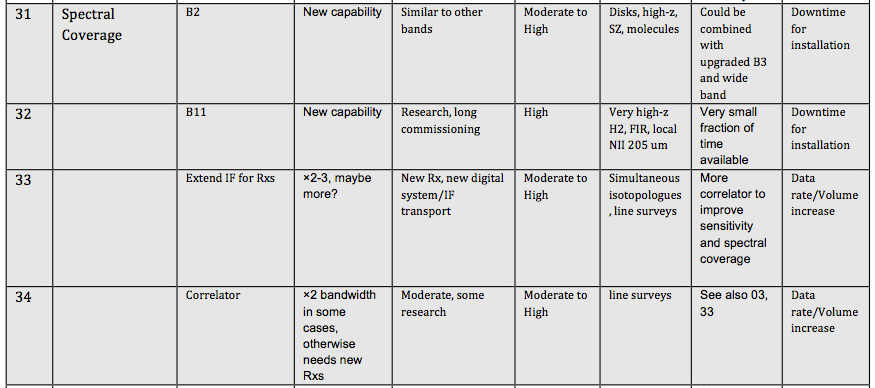 31
Spectral
Coverage
B2
New capability
Similar to other
bands
Moderate to
High
Disks, high-z,
SZ, molecules
Could be
combined
with
upgraded B3
and wide
band
Downtime
for
installation
32
B11
New capability
Research, long
commissioning
High
Very high-z
H2, FIR, local
NII 205 um
Very small
fraction of
time
available
Downtime
for
installation
33
Extend IF for Rxs
×2-3, maybe
more?
New Rx, new digital
system/IF
transport
Moderate to
High
Simultaneous
isotopologues
, line surveys
More
correlator to
improve
sensitivity
and spectral
coverage
Data
rate/Volume
increase
34
Correlator
×2 bandwidth
in some
cases,
otherwise
needs new
Rxs
Moderate, some
research
Moderate to
High
line surveys
See also 03,
33
Data
rate/Volume
increase